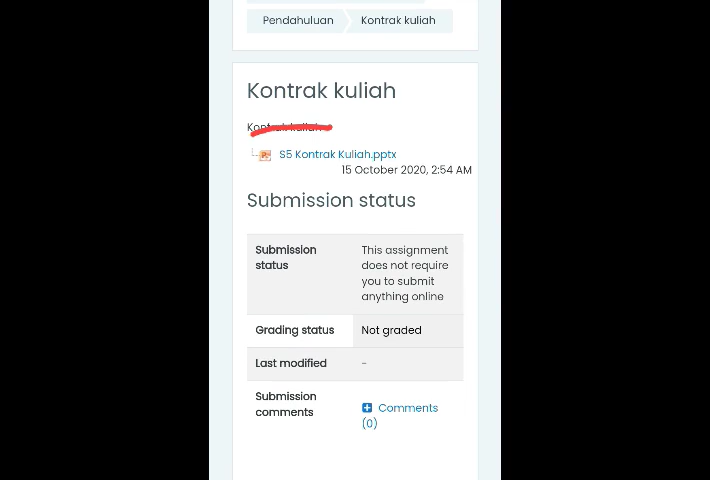 Pendahuluan
Kontrak kuliah
Kontrak kuliah
Kontrak kuliah
S5 Kontrak Kuliah.pptx
15 October 2020, 2:54 AM
Submission status
Submission
status
This assignment
does not require
you to submit
anything online
Grading status
Not graded
Last modified
-
Submission
comments
Comments
(0)